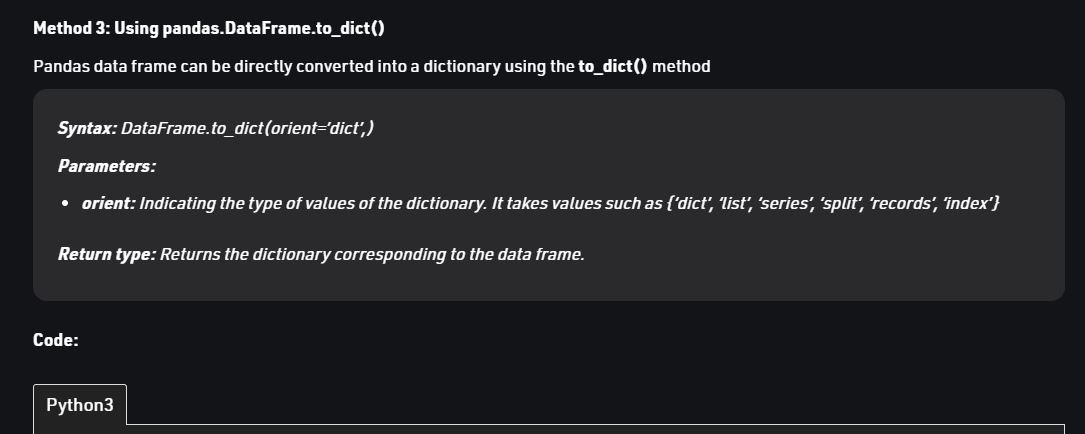 Method 3: Using pandas.DataFrame.to_dict()
Pandas data frame can be directly converted into a dictionary using the to_dict() method
Syntax: DataFrame.to_dict(orient=’dict’,)
Parameters:
• orient: Indicating the type of values of the dictionary. It takes values such as {‘dict’, ‘list’, ‘series’, ‘split’, ‘records’, ‘index’}
Return type: Returns the dictionary corresponding to the data frame.
Code:
Python3